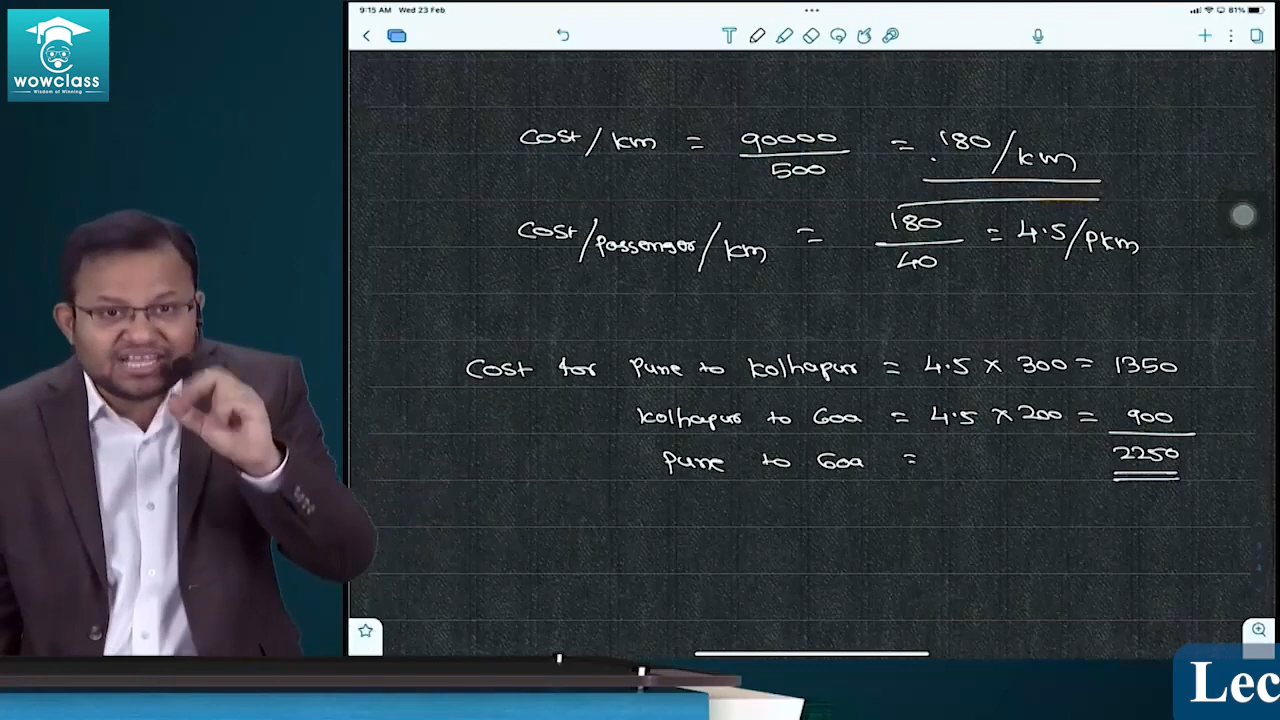 wowclass
Wisdom of Winning
9:15 AM Wed 23 Feb
81%
T
Cost/km = 90000/500 = 180/km
Cost/passenger/km = 180/40 = 4.5/pkm
Cost for Pune to Kolhapur = 4.5 × 300 = 1350
Kolhapur to Goa = 4.5 × 200 = 900
Pune to Goa = 2250
Lec